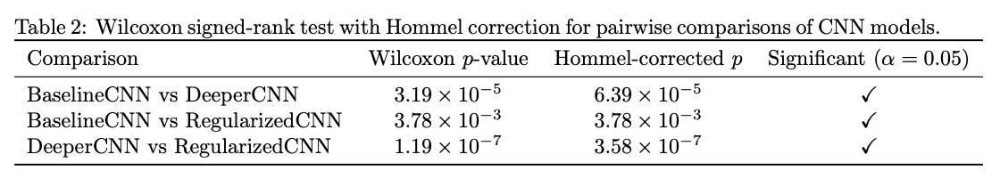 Table 2: Wilcoxon signed-rank test with Hommel correction for pairwise comparisons of CNN models.
Comparison Wilcoxon p-value Hommel-corrected p Significant (α = 0.05)
BaselineCNN vs DeeperCNN 3.19 × 10⁻⁵ 6.39 × 10⁻⁵ ✓
BaselineCNN vs RegularizedCNN 3.78 × 10⁻³ 3.78 × 10⁻³ ✓
DeeperCNN vs RegularizedCNN 1.19 × 10⁻⁷ 3.58 × 10⁻⁷ ✓